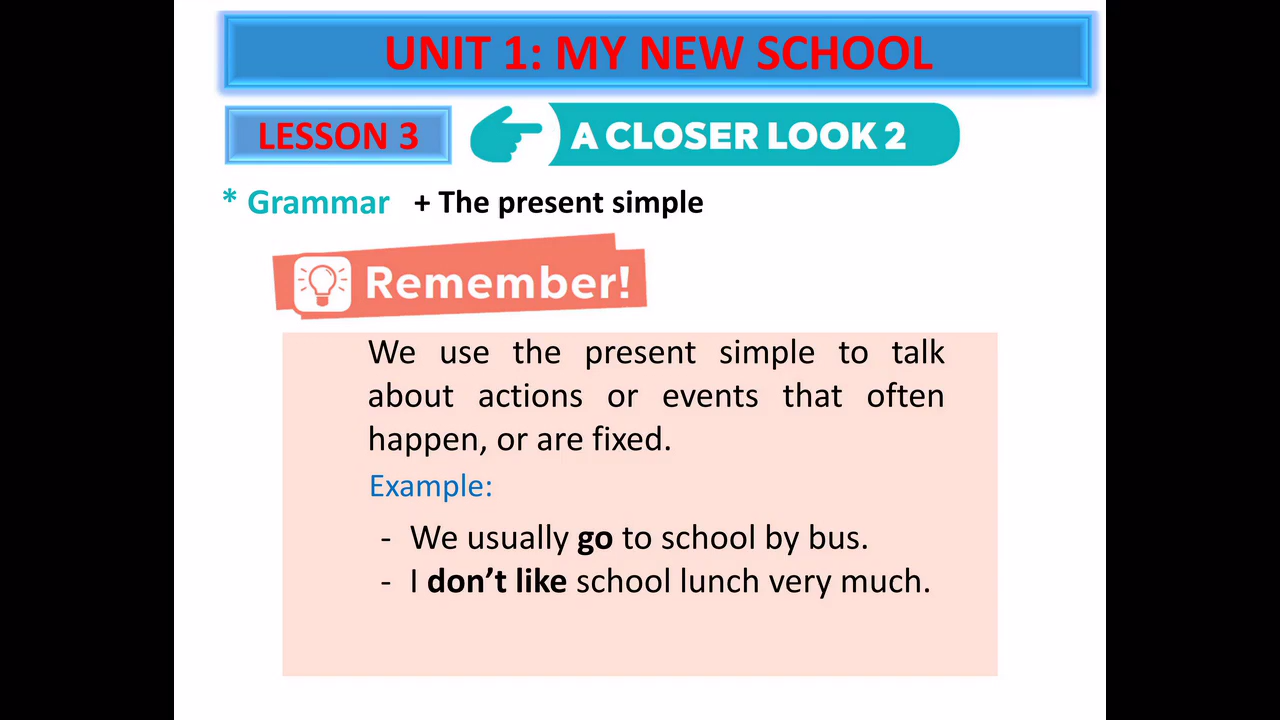 UNIT 1: MY NEW SCHOOL
LESSON 3
A CLOSER LOOK 2
* Grammar + The present simple
Remember!
We use the present simple to talk
about actions or events that often
happen, or are fixed.
Example:
- We usually go to school by bus.
- I don’t like school lunch very much.